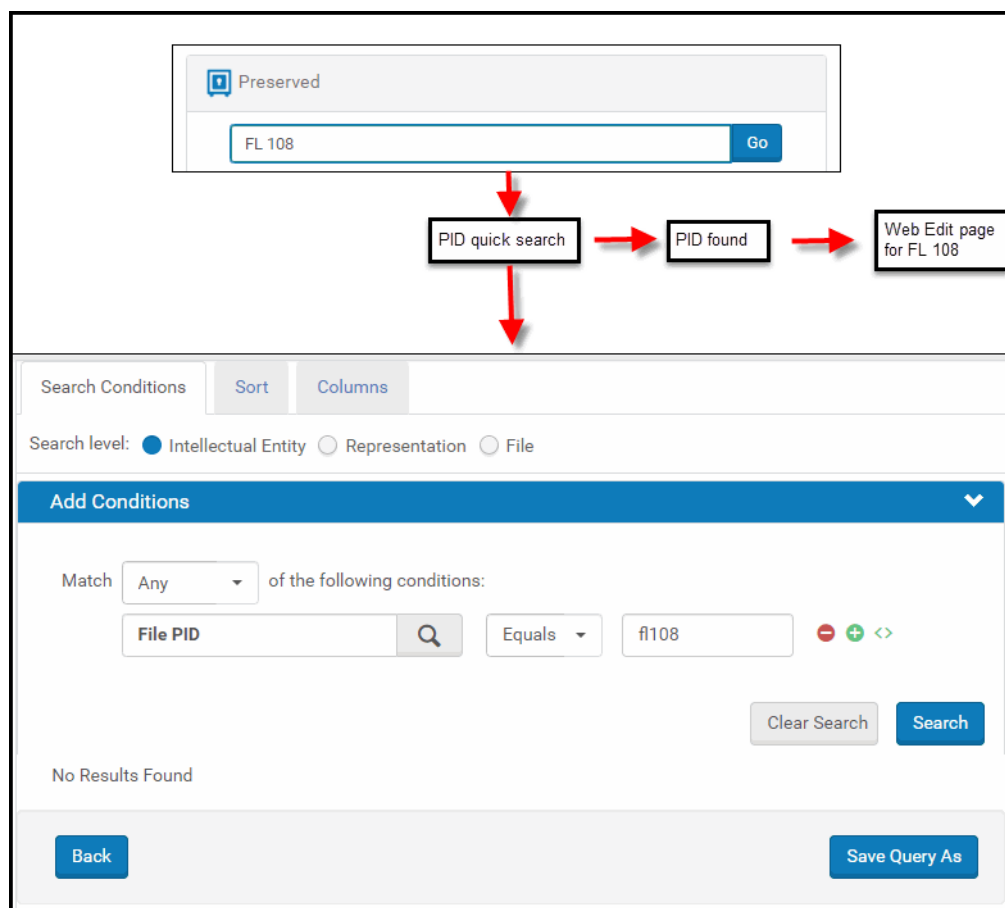 Preserved
FL 108 Go
PID quick search
PID found
Web Edit page
for FL 108
Search Conditions Sort Columns
Search level: Intellectual Entity Representation File
Add Conditions
Match Any of the following conditions:
File PID Equals fl108
Clear Search Search
No Results Found
Back Save Query As